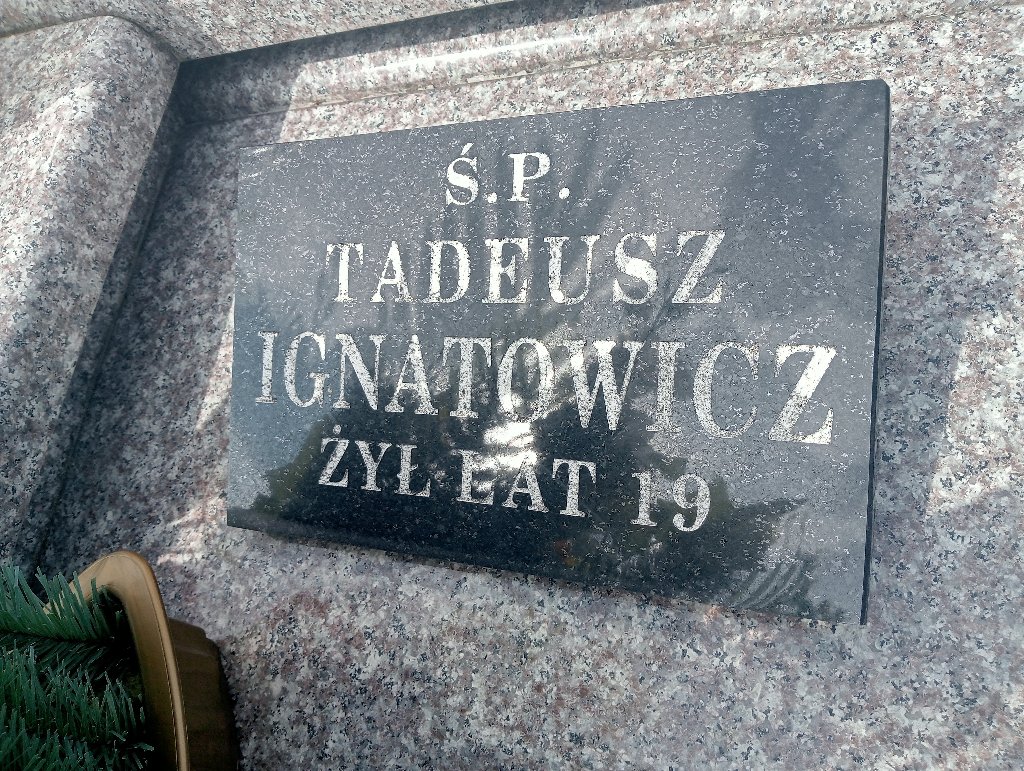 Ś.P.
TADEUSZ
IGNATOWICZ
ŻYŁ LAT 19